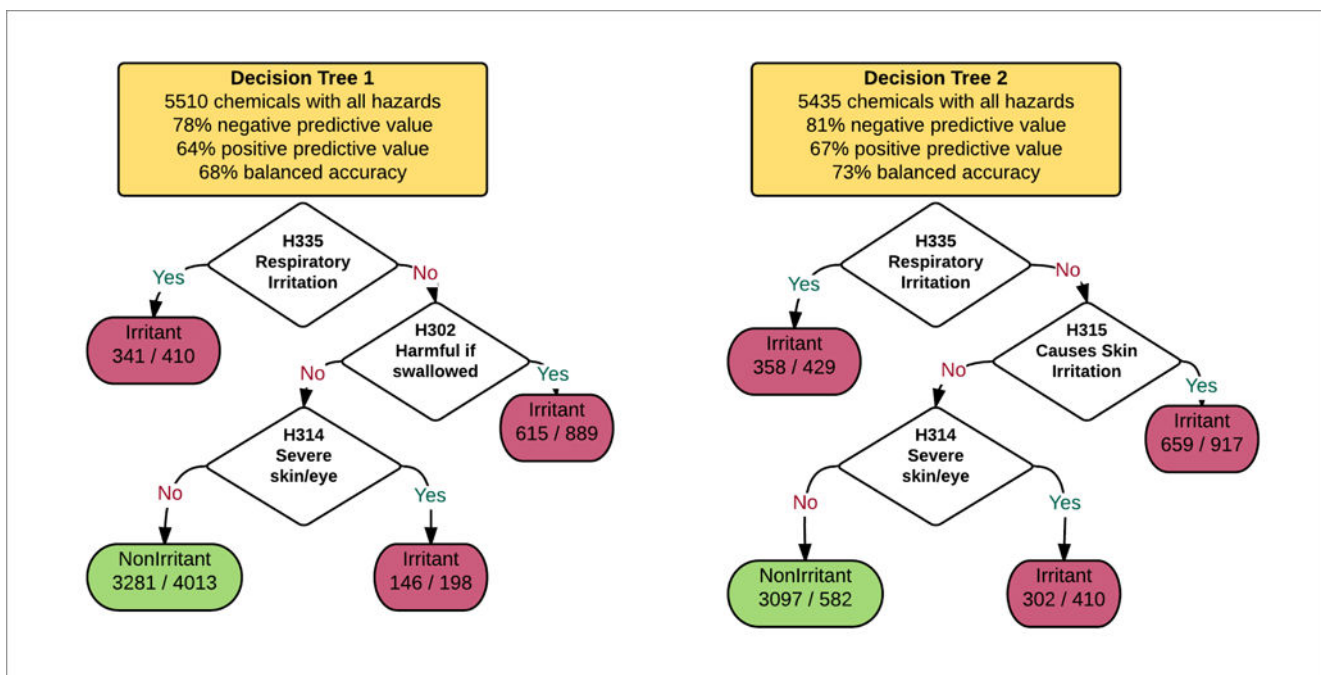 Decision Tree 1
5510 chemicals with all hazards
78% negative predictive value
64% positive predictive value
68% balanced accuracy
H335
Respiratory
Irritation
Yes
No
Irritant
341 / 410
H302
Harmful if
swallowed
No
Yes
Irritant
615 / 889
H314
Severe
skin/eye
No
Yes
NonIrritant
3281 / 4013
Irritant
146 / 198
Decision Tree 2
5435 chemicals with all hazards
81% negative predictive value
67% positive predictive value
73% balanced accuracy
H335
Respiratory
Irritation
Yes
No
Irritant
358 / 429
H315
Causes Skin
Irritation
No
Yes
Irritant
659 / 917
H314
Severe
skin/eye
No
Yes
NonIrritant
3097 / 582
Irritant
302 / 410